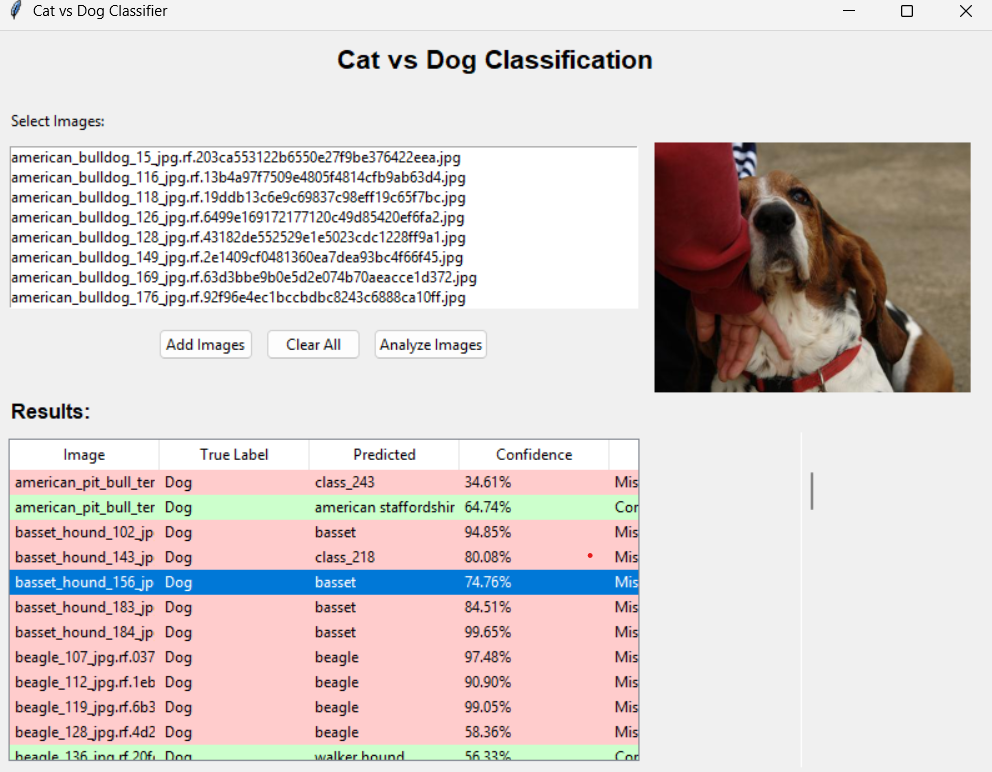 Cat vs Dog Classifier
Cat vs Dog Classification
Select Images:
american_bulldog_15_jpg.rf.203ca553122b6550e27f9be376422eea.jpg
american_bulldog_116_jpg.rf.13b4a97f7509e4805f4814cfb9ab63d4.jpg
american_bulldog_118_jpg.rf.19ddb13c6e9c69837c98eff19c65f7bc.jpg
american_bulldog_126_jpg.rf.6499e169172177120c49d85420ef6fa2.jpg
american_bulldog_128_jpg.rf.43182de552529e1e5023cdc1228ff9a1.jpg
american_bulldog_149_jpg.rf.2e1409cf0481360ea7dea93bc4f66f45.jpg
american_bulldog_169_jpg.rf.63d3bbe9b0e5d2e074b70aeacce1d372.jpg
american_bulldog_176_jpg.rf.92f96e4ec1bccbdbc8243c6888ca10ff.jpg
Add Images Clear All Analyze Images
Results:
Image True Label Predicted Confidence
american_pit_bull_ter Dog class_243 34.61% Mis
american_pit_bull_ter Dog american staffordshir 64.74% Cor
basset_hound_102_jp Dog basset 94.85% Mis
basset_hound_143_jp Dog class_218 80.08% Mis
basset_hound_156_jp Dog basset 74.76% Mis
basset_hound_183_jp Dog basset 84.51% Mis
basset_hound_184_jp Dog basset 99.65% Mis
beagle_107_jpg.rf.037 Dog beagle 97.48% Mis
beagle_112_jpg.rf.1eb Dog beagle 90.90% Mis
beagle_119_jpg.rf.6b3 Dog beagle 99.05% Mis
beagle_128_jpg.rf.4d2 Dog beagle 58.36% Mis
beagle_136_jpg.rf.20f Dog walker hound 56.33% Cor